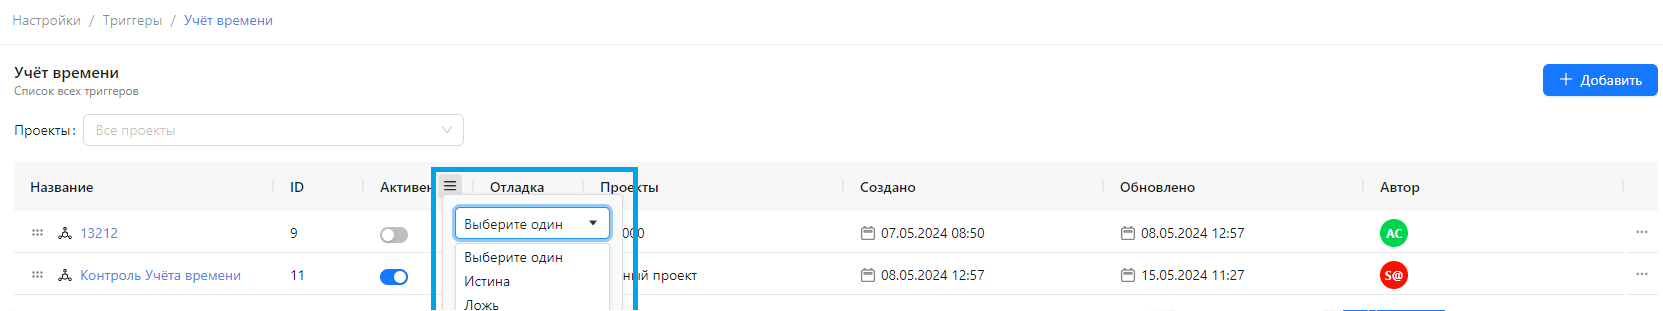 Настройки / Триггеры / Учёт времени
Учёт времени
Список всех триггеров
Добавить
Проекты: Все проекты
Название ID Активен Отладка Проекты Создано Обновлено Автор
Выберите один
13212 9 000 07.05.2024 08:50 08.05.2024 12:57 AC
Выберите один
Контроль Учёта времени 11 ный проект 08.05.2024 12:57 15.05.2024 11:27 S@
Истина
Ложь